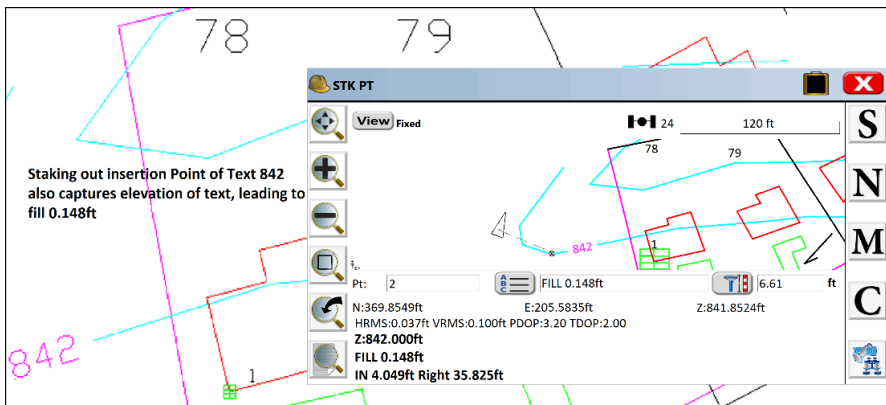 78
79
STK PT
View Fixed
24
120 ft
S
78
79
Staking out insertion Point of Text 842
also captures elevation of text, leading to
fill 0.148ft
N
842
1
M
Pt:
2
A
B
C
FILL 0.148ft
6.61
ft
N:369.8549ft
E:205.5835ft
Z:841.8524ft
HRMS:0.037ft VRMS:0.100ft PDOP:3.20 TDOP:2.00
C
Z:842.000ft
FILL 0.148ft
IN 4.049ft Right 35.825ft
842
1